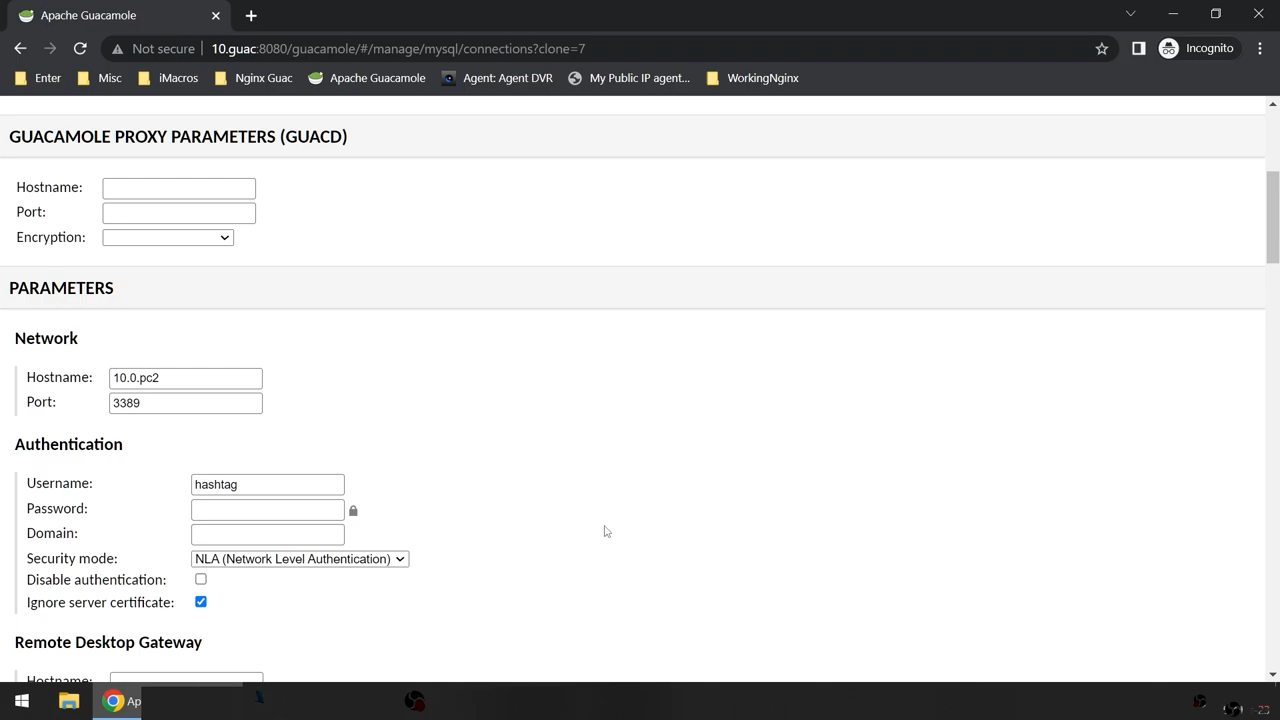 Apache Guacamole
Not secure
10.guac:8080/guacamole/#/manage/mysql/connections?clone=7
Incognito
Enter
Misc
iMacros
Nginx Guac
Apache Guacamole
Agent: Agent DVR
My Public IP agent...
WorkingNginx
GUACAMOLE PROXY PARAMETERS (GUACD)
Hostname:
Port:
Encryption:
PARAMETERS
Network
Hostname: 10.0.pc2
Port: 3389
Authentication
Username: hashtag
Password:
Domain:
Security mode: NLA (Network Level Authentication)
Disable authentication:
Ignore server certificate:
Remote Desktop Gateway
Hostname:
Ap